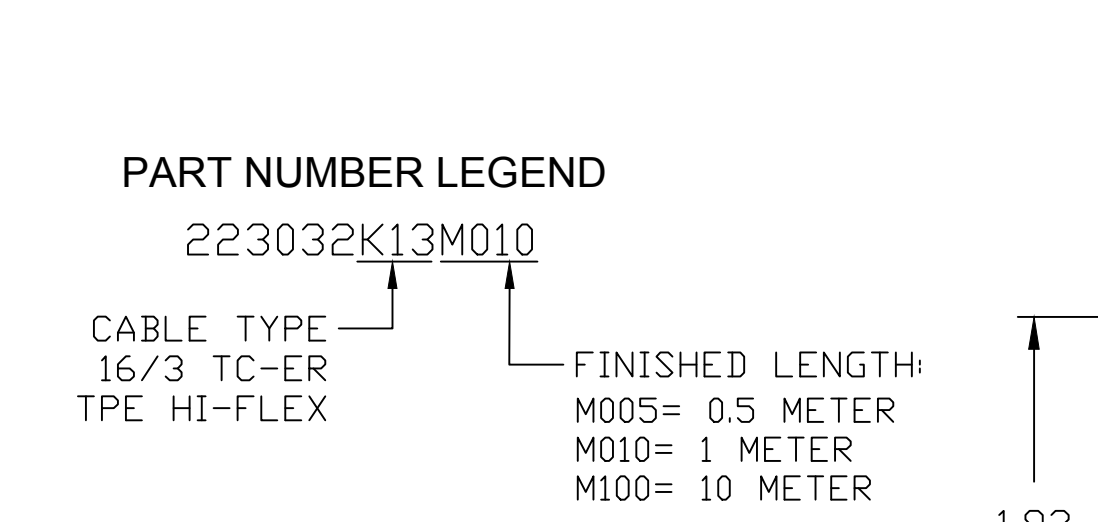 PART NUMBER LEGEND
223032K13M010
CABLE TYPE
16/3 TC-ER
TPE HI-FLEX
FINISHED LENGTH:
M005= 0.5 METER
M010= 1 METER
M100= 10 METER